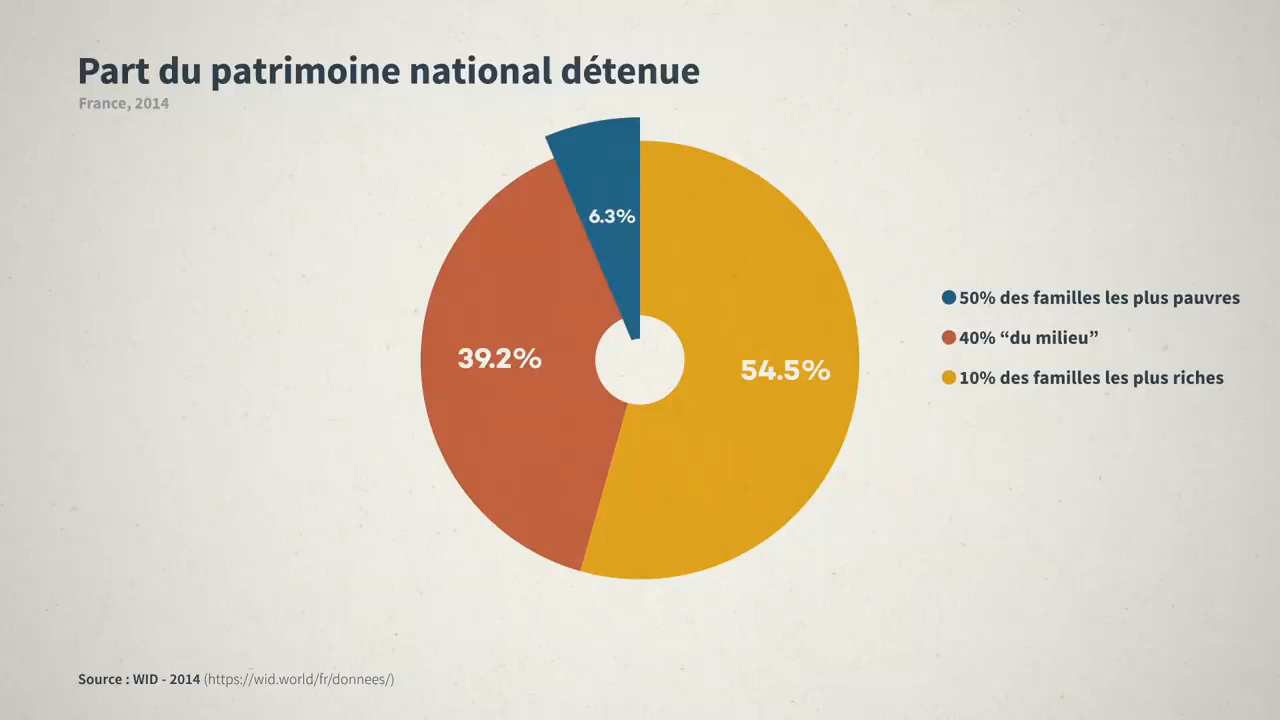 Part du patrimoine national détenue
France, 2014
6.3%
39.2%
54.5%
50% des familles les plus pauvres
40% “du milieu”
10% des familles les plus riches
Source : WID - 2014 (https://wid.world/fr/donnees/)